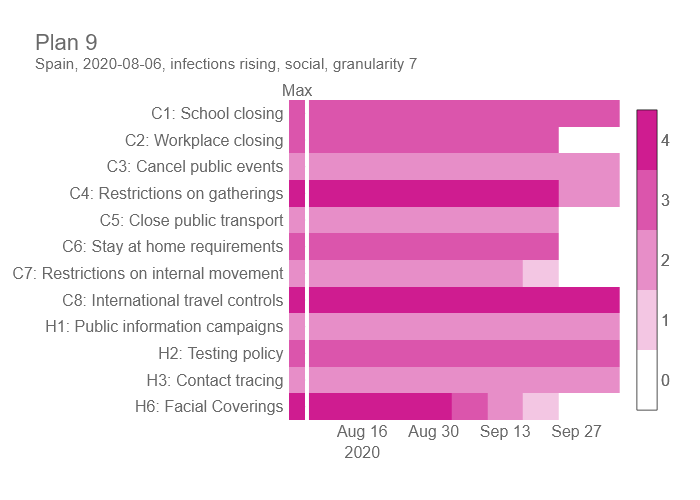 Plan 9
Spain, 2020-08-06, infections rising, social, granularity 7
Max
C1: School closing
C2: Workplace closing
C3: Cancel public events
C4: Restrictions on gatherings
C5: Close public transport
C6: Stay at home requirements
C7: Restrictions on internal movement
C8: International travel controls
H1: Public information campaigns
H2: Testing policy
H3: Contact tracing
H6: Facial Coverings
Aug 16 Aug 30 Sep 13 Sep 27
2020
4
3
2
1
0